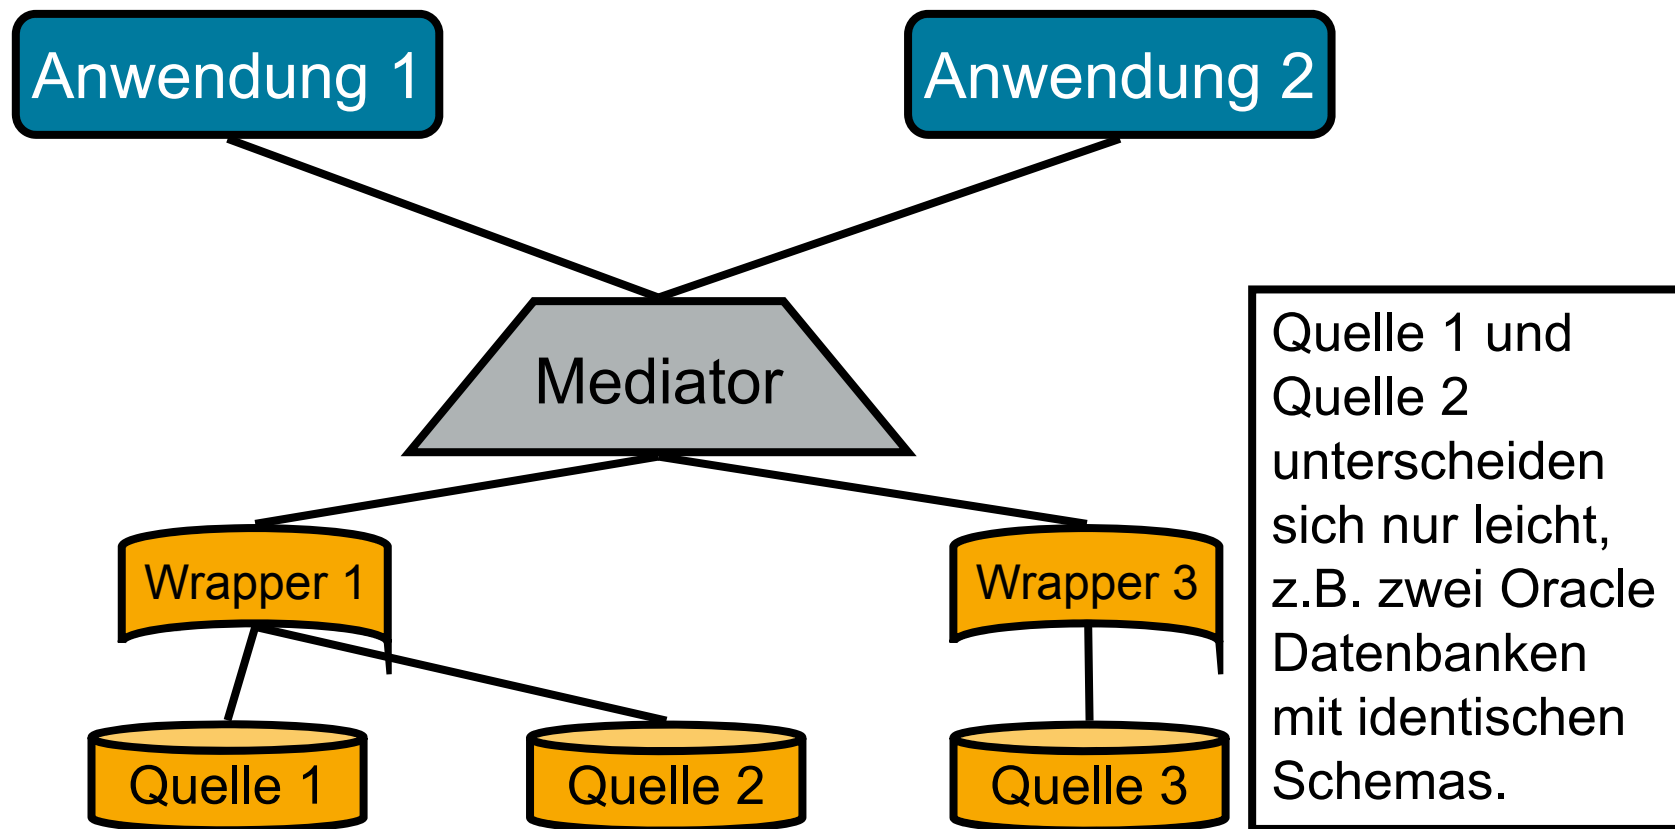 Anwendung 1
Anwendung 2
Mediator
Wrapper 1
Wrapper 3
Quelle 1
Quelle 2
Quelle 3
Quelle 1 und
Quelle 2
unterscheiden
sich nur leicht,
z.B. zwei Oracle
Datenbanken
mit identischen
Schemas.